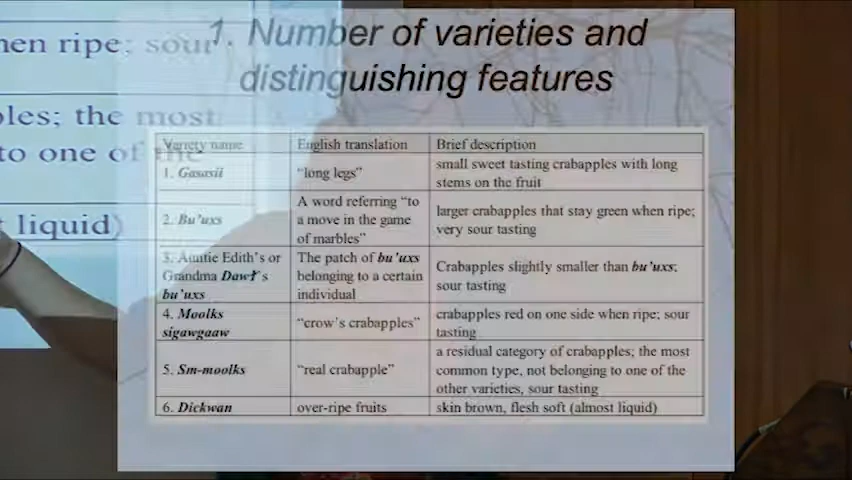 1. Number of varieties and
distinguishing features
Variety name
English translation
Brief description
1. Gasasii
"long legs"
small sweet tasting crabapples with long
stems on the fruit
2. Bu'uxs
A word referring "to
a move in the game
of marbles"
larger crabapples that stay green when ripe;
very sour tasting
3. Auntie Edith's or
Grandma Dawł's
bu'uxs
The patch of bu'uxs
belonging to a certain
individual
Crabapples slightly smaller than bu'uxs;
sour tasting
4. Moolks
sigawgaaw
"crow's crabapples"
crabapples red on one side when ripe; sour
tasting
5. Sm-moolks
"real crabapple"
a residual category of crabapples; the most
common type, not belonging to one of the
other varieties, sour tasting
6. Dickwan
over-ripe fruits
skin brown, flesh soft (almost liquid)
hen ripe; sour
ples; the most
to one of the
t liquid)